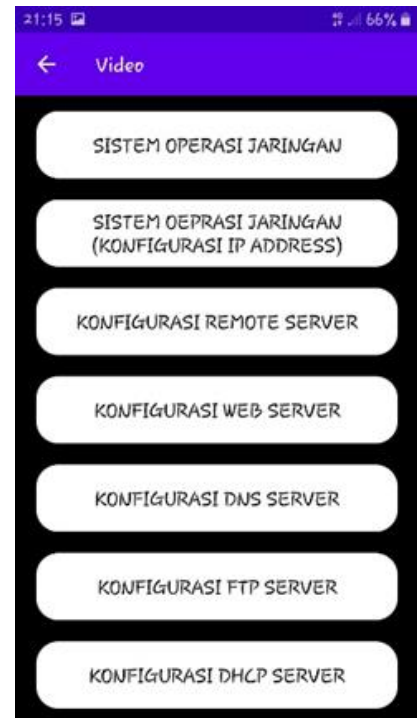 21:15 66%
Video
SISTEM OPERASI JARINGAN
SISTEM OEPRASI JARINGAN
(KONFIGURASI IP ADDRESS)
KONFIGURASI REMOTE SERVER
KONFIGURASI WEB SERVER
KONFIGURASI DNS SERVER
KONFIGURASI FTP SERVER
KONFIGURASI DHCP SERVER